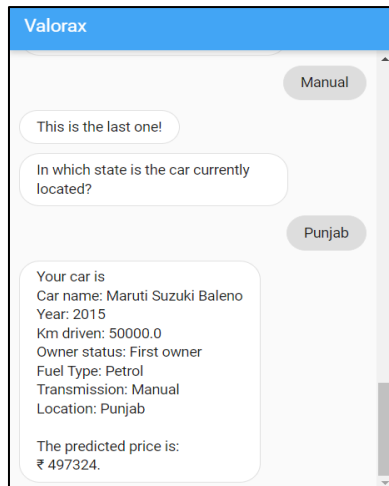 Valorax
Manual
This is the last one!
In which state is the car currently
located?
Punjab
Your car is
Car name: Maruti Suzuki Baleno
Year: 2015
Km driven: 50000.0
Owner status: First owner
Fuel Type: Petrol
Transmission: Manual
Location: Punjab
The predicted price is:
₹ 497324.